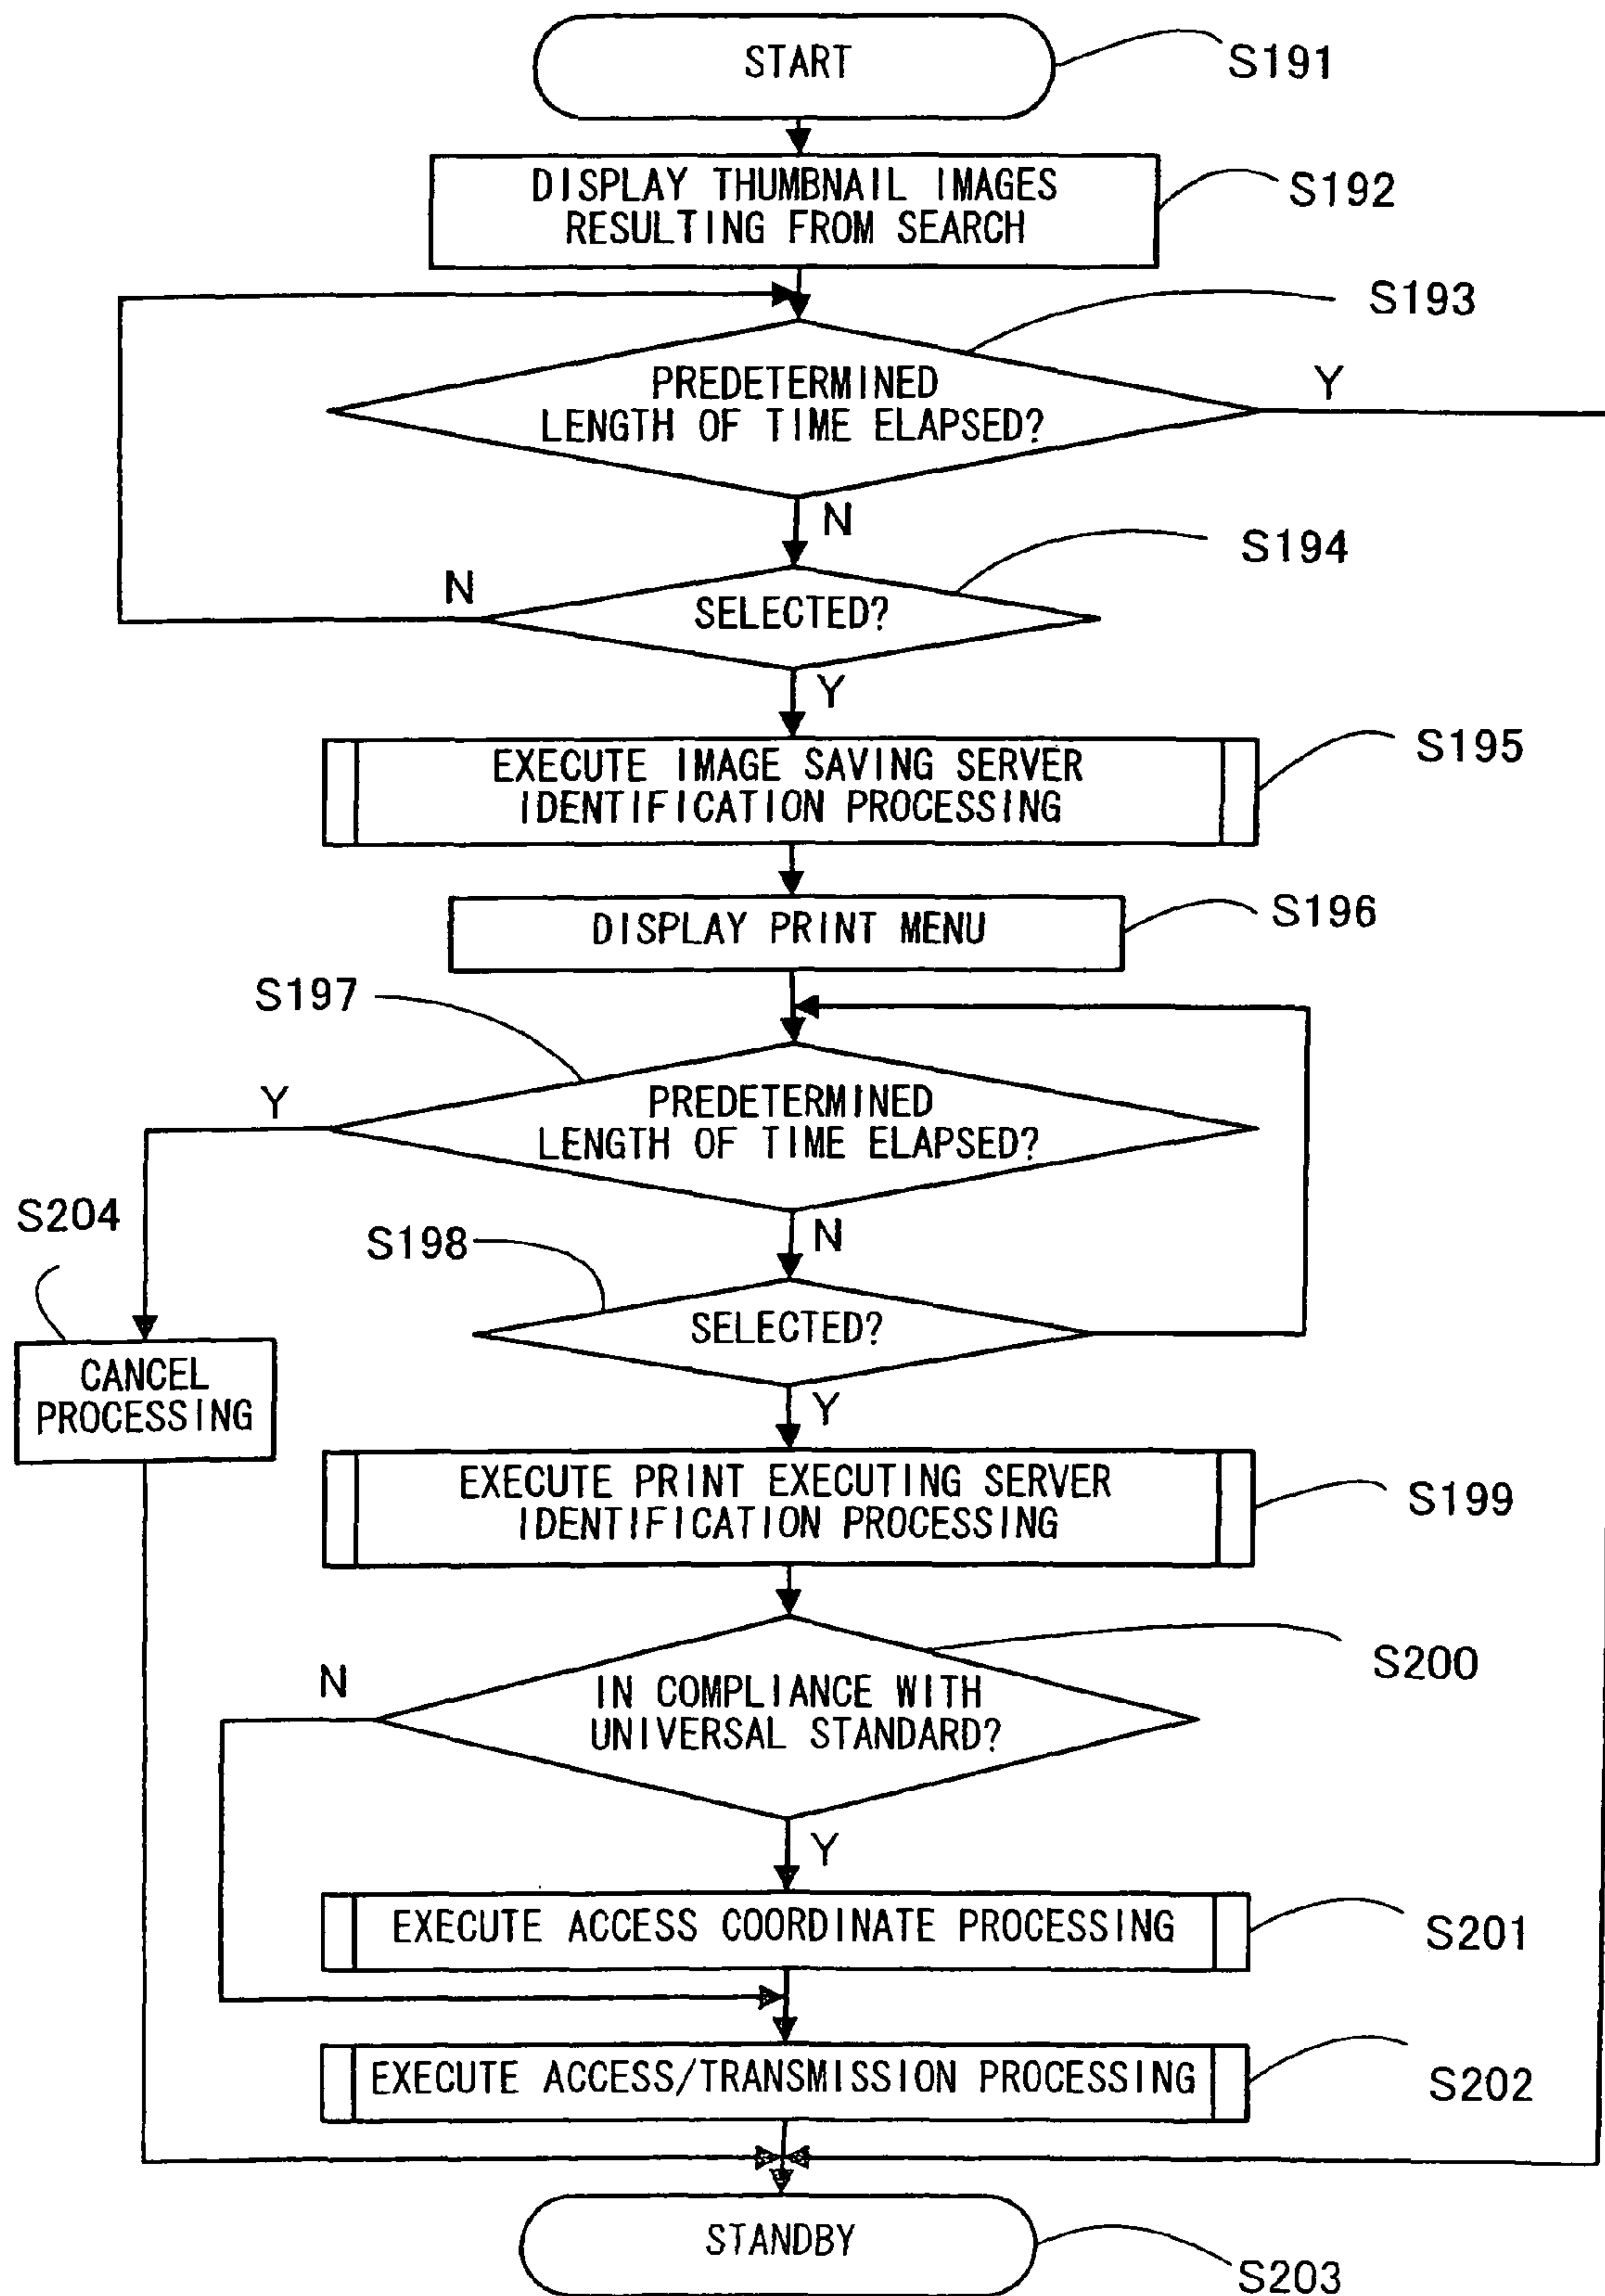 START
S191
DISPLAY THUMBNAIL IMAGES
RESULTING FROM SEARCH
S192
S193
PREDETERMINED
LENGTH OF TIME ELAPSED?
Y
N
S194
N
SELECTED?
Y
EXECUTE IMAGE SAVING SERVER
IDENTIFICATION PROCESSING
S195
DISPLAY PRINT MENU
S196
S197
Y
PREDETERMINED
LENGTH OF TIME ELAPSED?
S204
N
S198
SELECTED?
CANCEL
PROCESSING
Y
EXECUTE PRINT EXECUTING SERVER
IDENTIFICATION PROCESSING
S199
S200
N
IN COMPLIANCE WITH
UNIVERSAL STANDARD?
Y
EXECUTE ACCESS COORDINATE PROCESSING
S201
EXECUTE ACCESS/TRANSMISSION PROCESSING
S202
STANDBY
S203